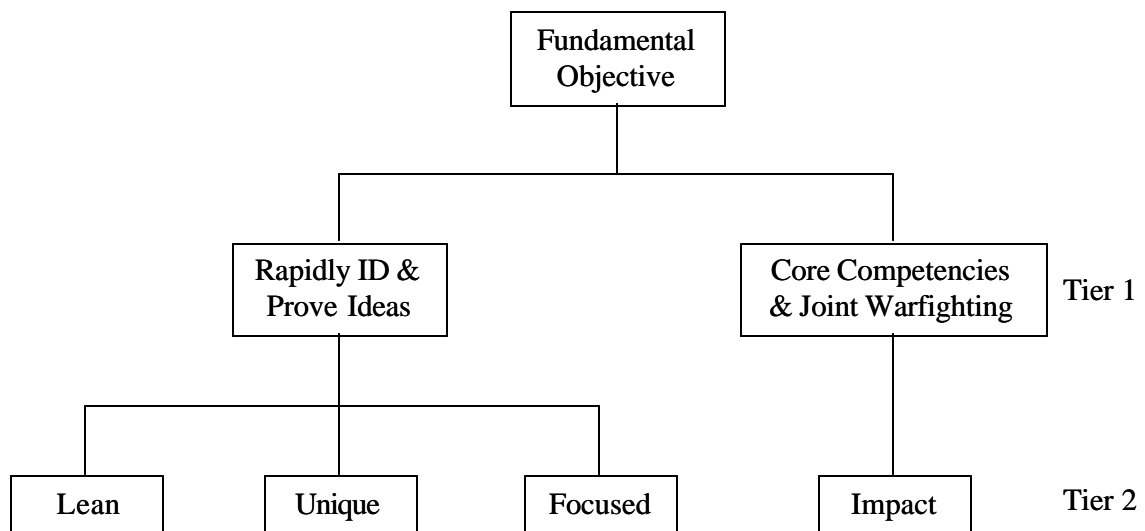 Fundamental
Objective
Rapidly ID &
Prove Ideas
Core Competencies
& Joint Warfighting
Tier 1
Lean
Unique
Focused
Impact
Tier 2